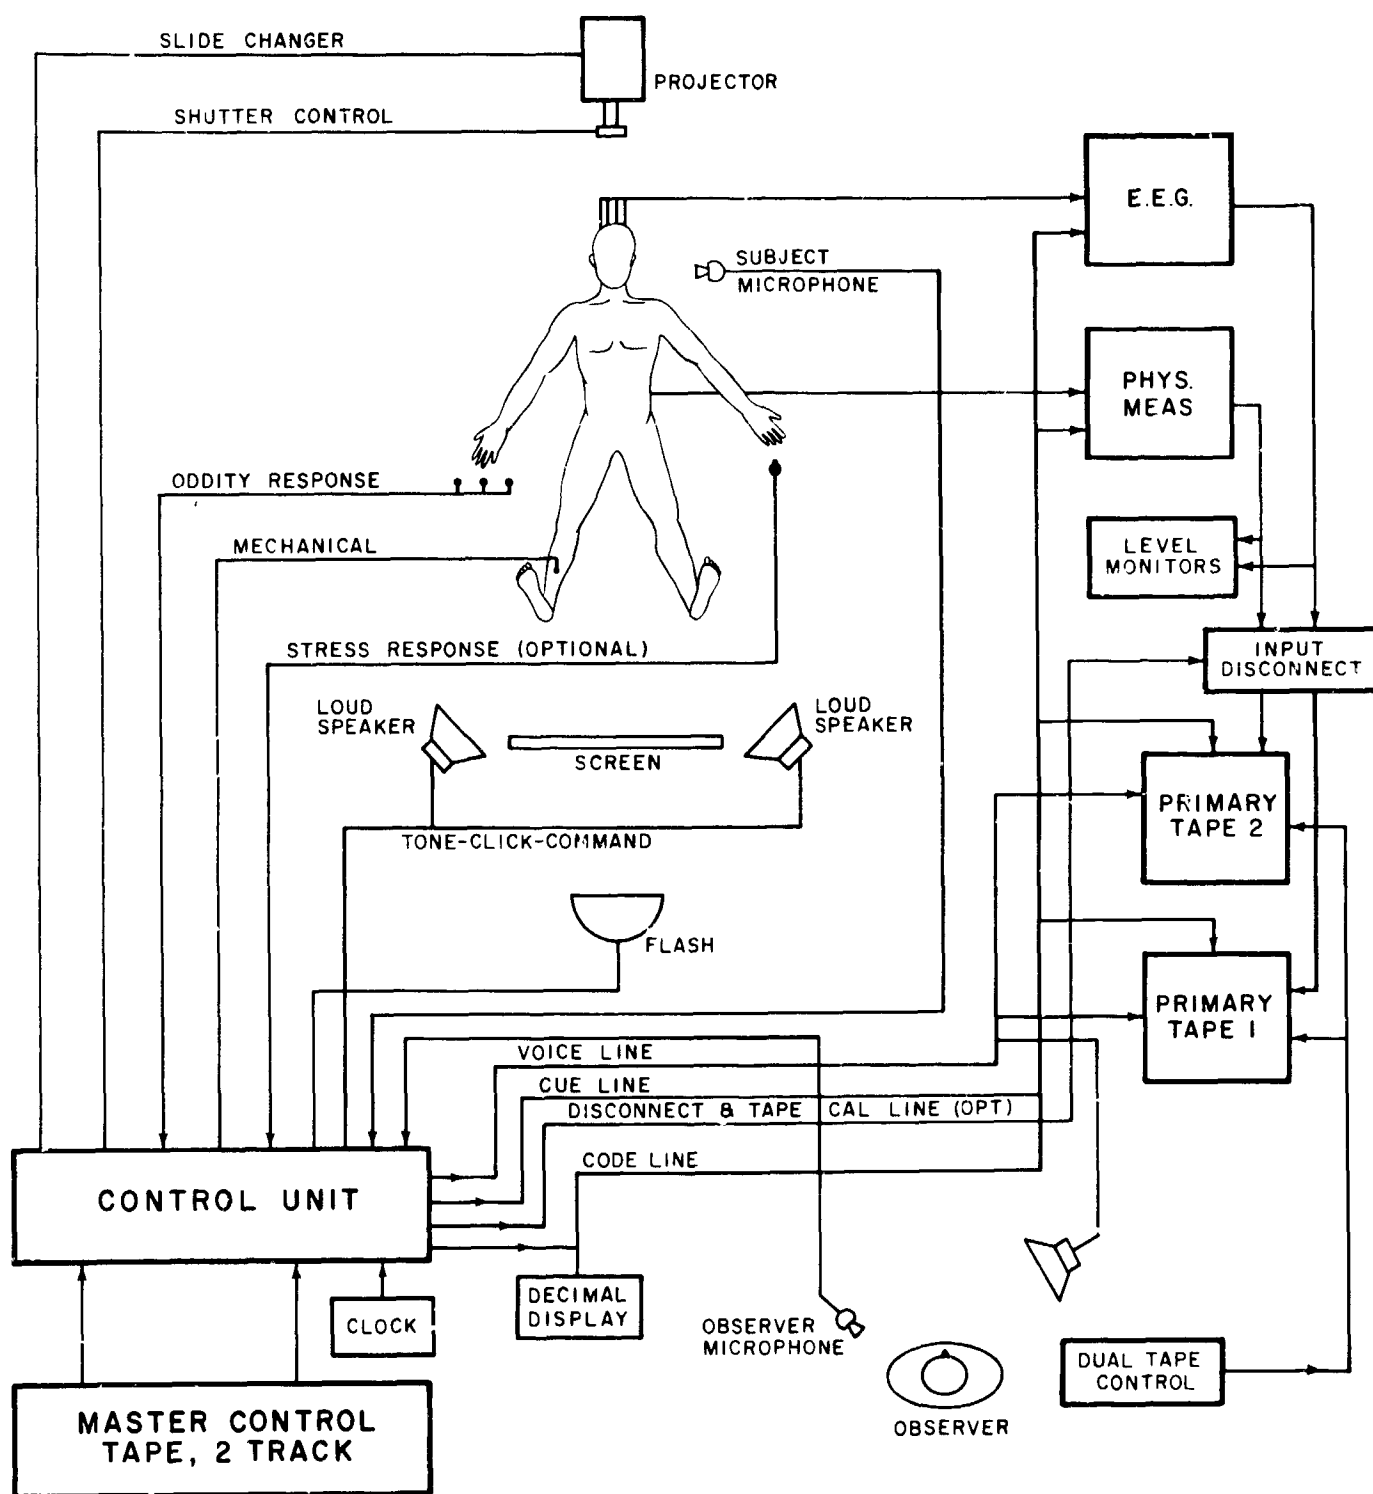 SLIDE CHANGER
PROJECTOR
SHUTTER CONTROL
E.E.G.
SUBJECT
MICROPHONE
PHYS.
MEAS
ODDITY RESPONSE
MECHANICAL
LEVEL
MONITORS
STRESS RESPONSE (OPTIONAL)
INPUT
DISCONNECT
LOUD
SPEAKER
LOUD
SPEAKER
SCREEN
PRIMARY
TAPE 2
TONE-CLICK-COMMAND
FLASH
PRIMARY
TAPE 1
VOICE LINE
CUE LINE
DISCONNECT & TAPE CAL LINE (OPT)
CODE LINE
CONTROL UNIT
DECIMAL
DISPLAY
CLOCK
OBSERVER
MICROPHONE
DUAL TAPE
CONTROL
OBSERVER
MASTER CONTROL
TAPE, 2 TRACK